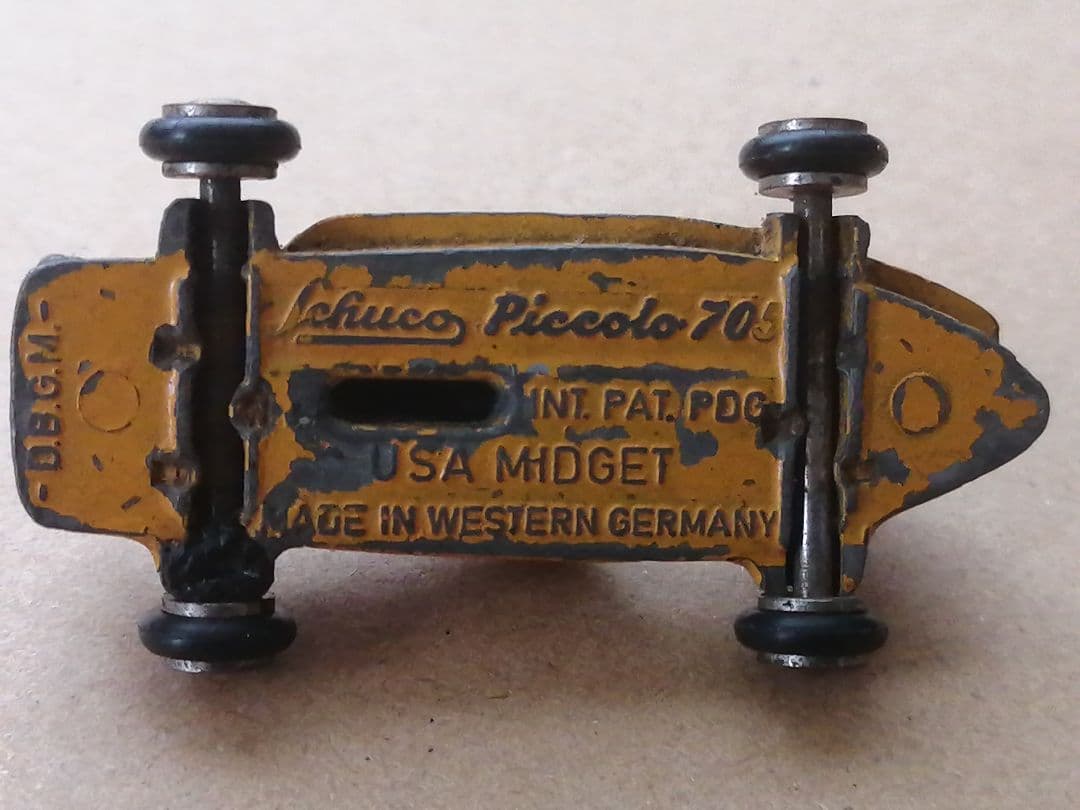 - D.B.G.M. -
Schuco Piccolo 705
INT. PAT. PDG
USA MIDGET
MADE IN WESTERN GERMANY